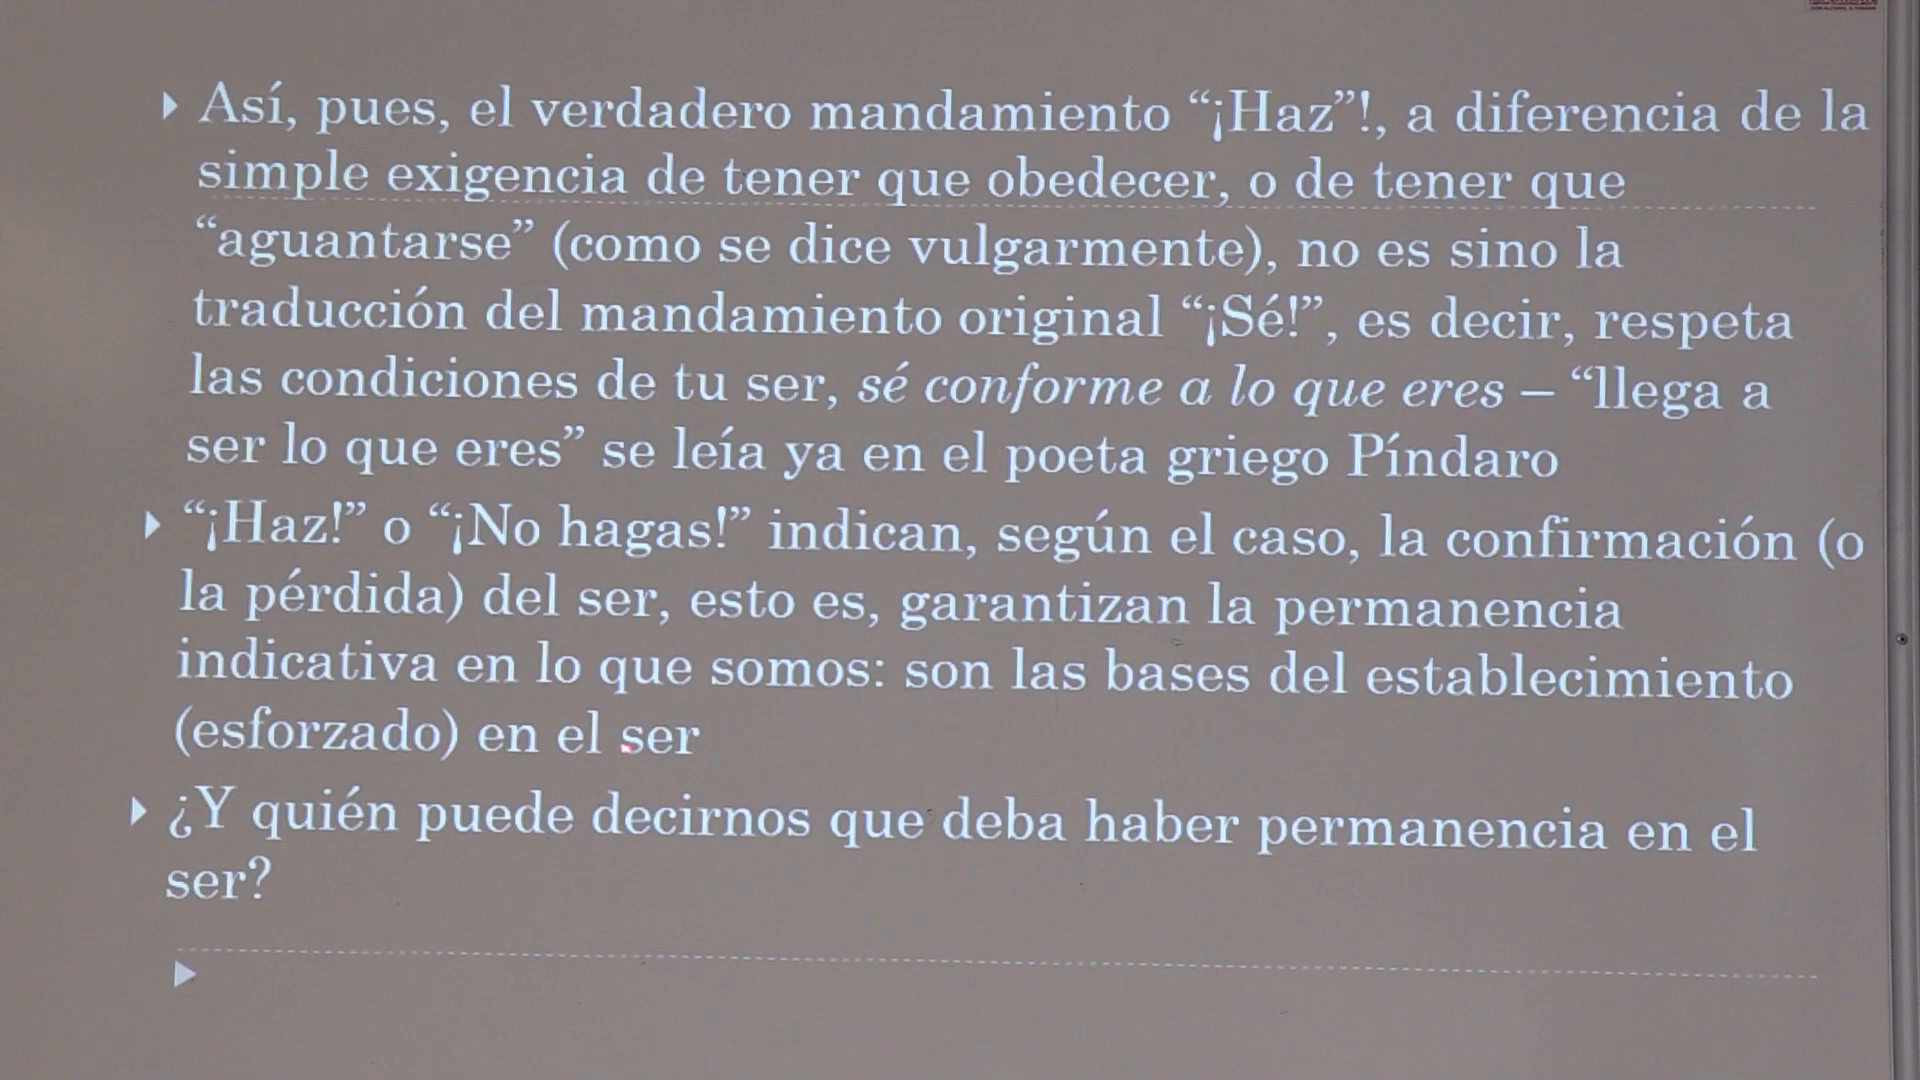 Así, pues, el verdadero mandamiento “¡Haz”!, a diferencia de la
simple exigencia de tener que obedecer, o de tener que
“aguantarse” (como se dice vulgarmente), no es sino la
traducción del mandamiento original “¡Sé!”, es decir, respeta
las condiciones de tu ser, sé conforme a lo que eres – “llega a
ser lo que eres” se leía ya en el poeta griego Píndaro
“¡Haz!” o “¡No hagas!” indican, según el caso, la confirmación (o
la pérdida) del ser, esto es, garantizan la permanencia
indicativa en lo que somos: son las bases del establecimiento
(esforzado) en el ser
¿Y quién puede decirnos que deba haber permanencia en el
ser?